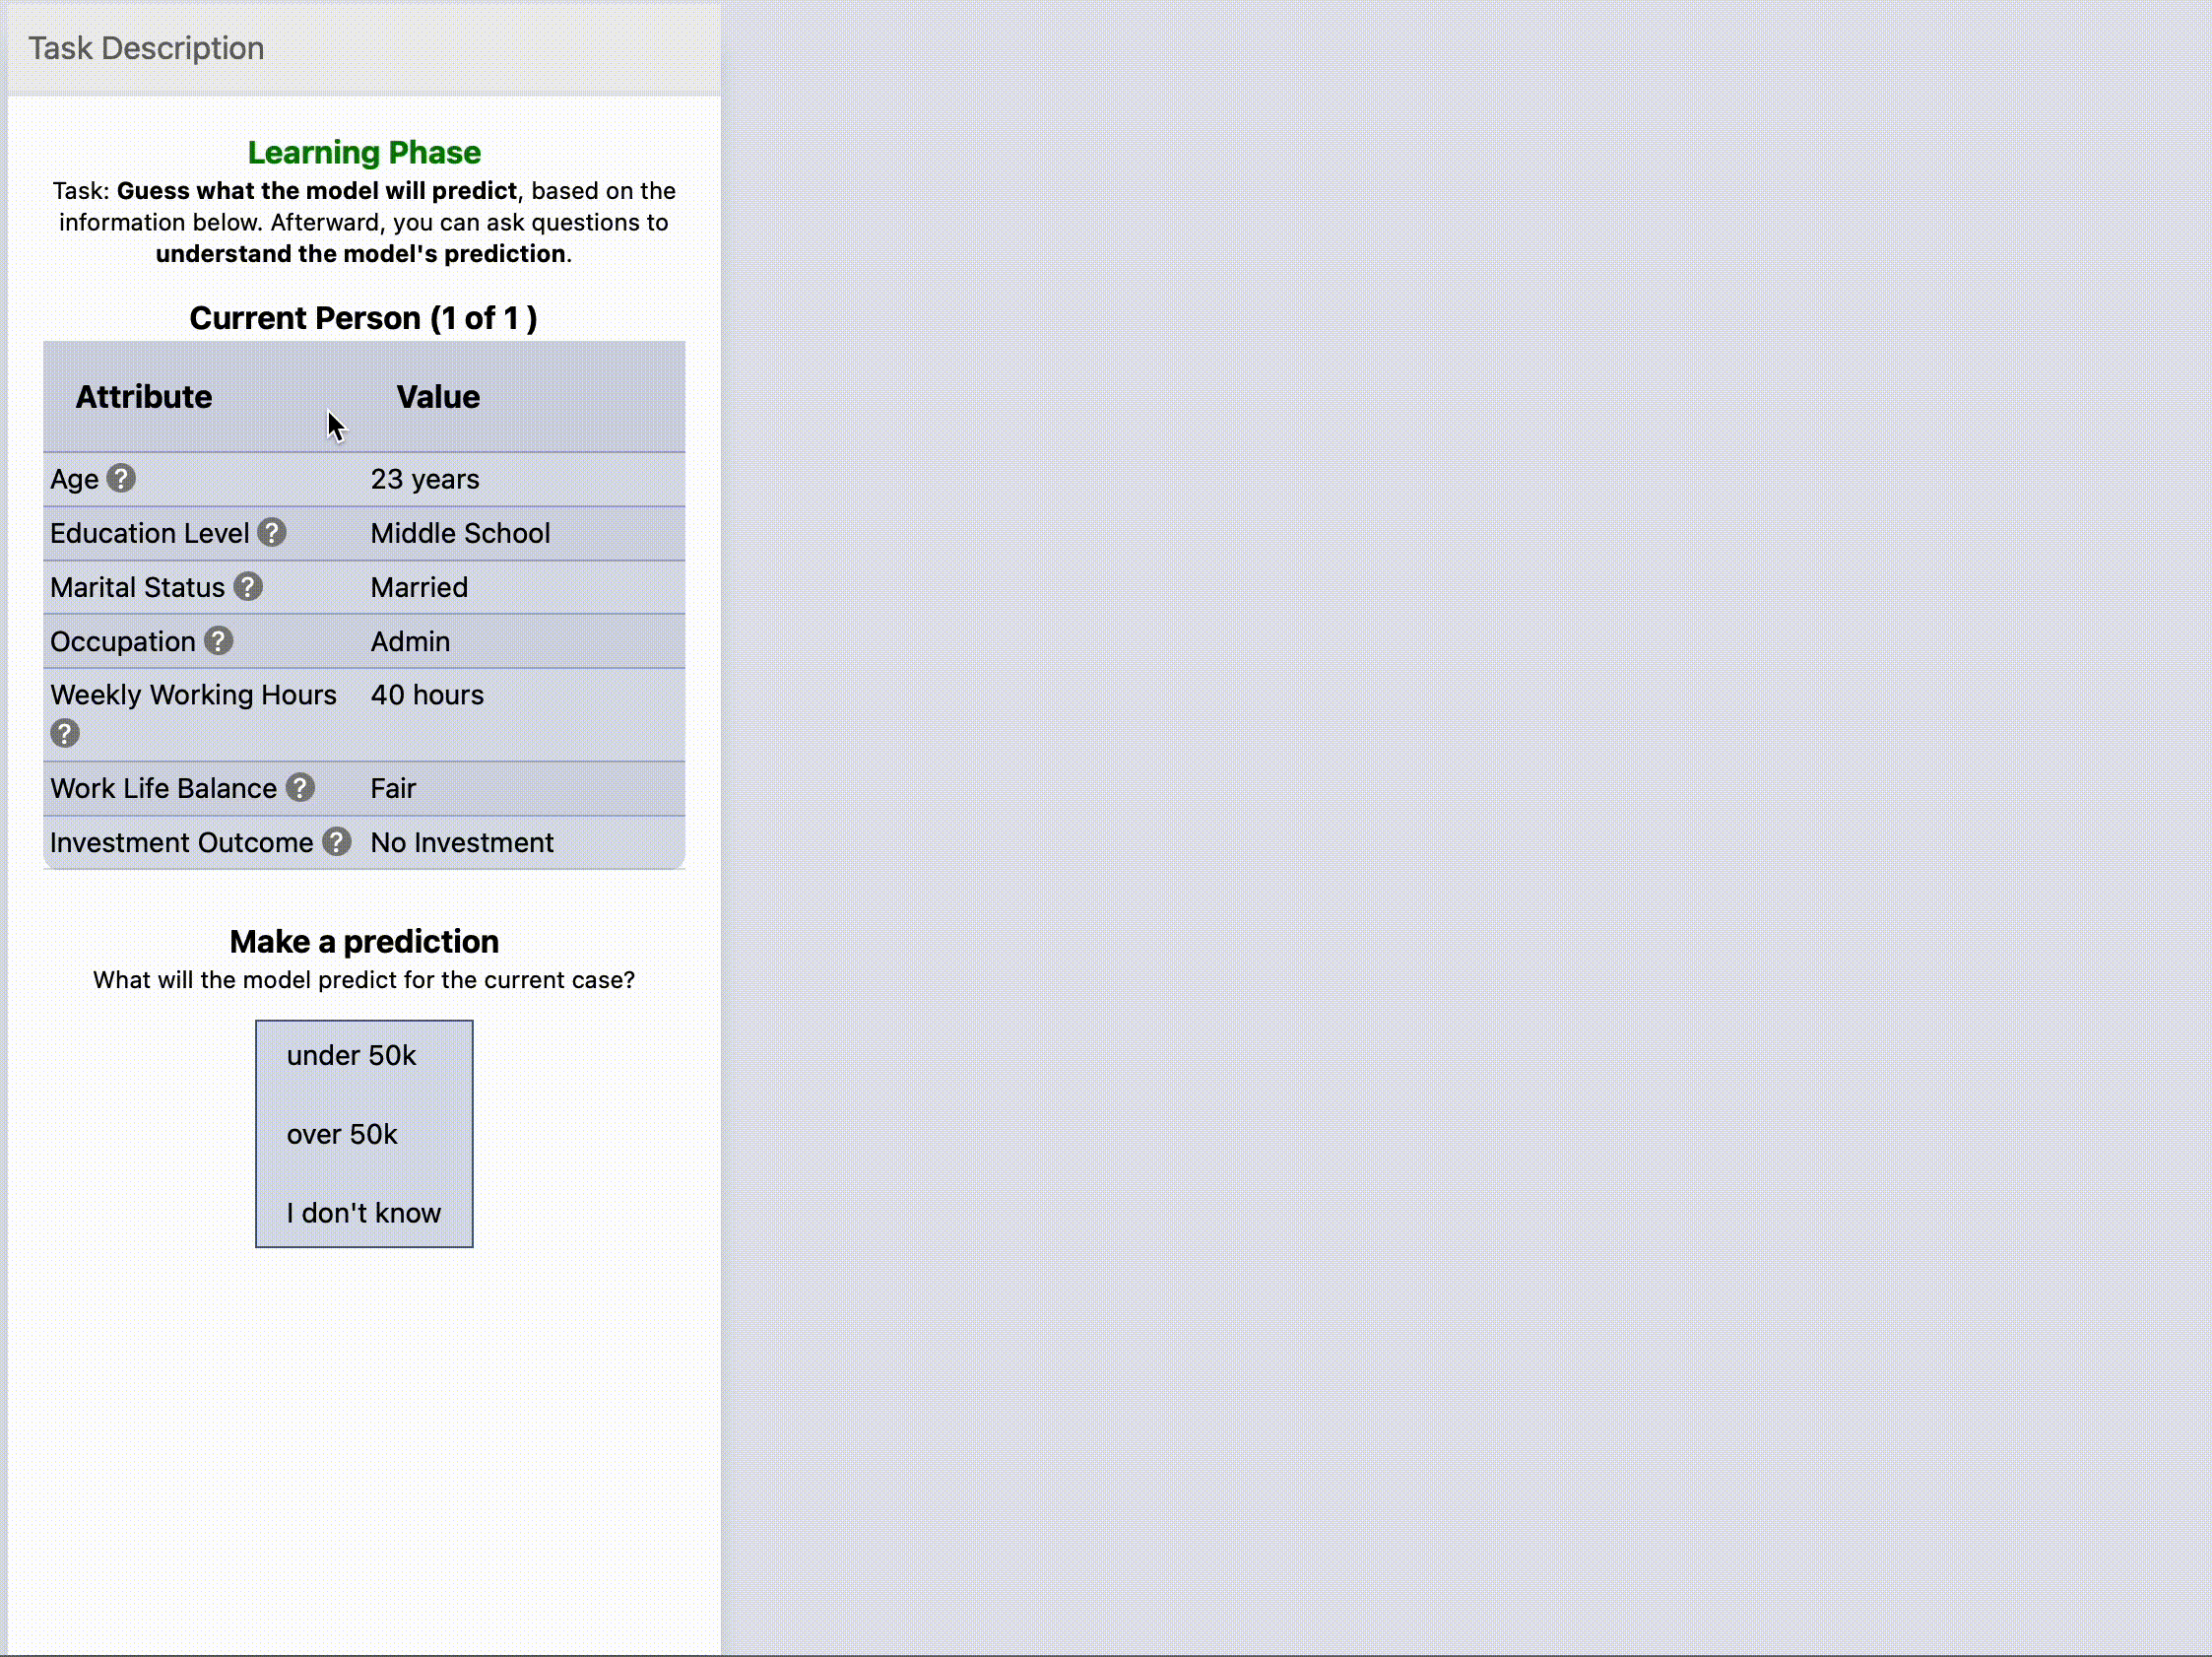 Task Description
Learning Phase
Task: Guess what the model will predict, based on the
information below. Afterward, you can ask questions to
understand the model's prediction.
Current Person (1 of 1 )
Attribute Value
Age ? 23 years
Education Level ? Middle School
Marital Status ? Married
Occupation ? Admin
Weekly Working Hours 40 hours
?
Work Life Balance ? Fair
Investment Outcome ? No Investment
Make a prediction
What will the model predict for the current case?
under 50k
over 50k
I don't know